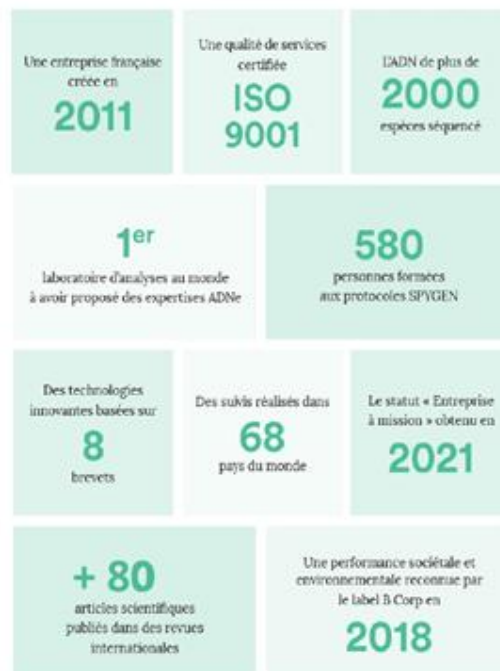 Une entreprise française
créée en
2011
Une qualité de services
certifiée
ISO
9001
L'ADN de plus de
2000
espèces séquencé
1er
laboratoire d'analyses au monde
à avoir proposé des expertises ADNe
580
personnes formées
aux protocoles SPYGEN
Des technologies
innovantes basées sur
8
brevets
Des suivis réalisés dans
68
pays du monde
Le statut « Entreprise
à mission » obtenu en
2021
+ 80
articles scientifiques
publiés dans des revues
internationales
Une performance sociétale et
environnementale reconnue par
le label B Corp en
2018